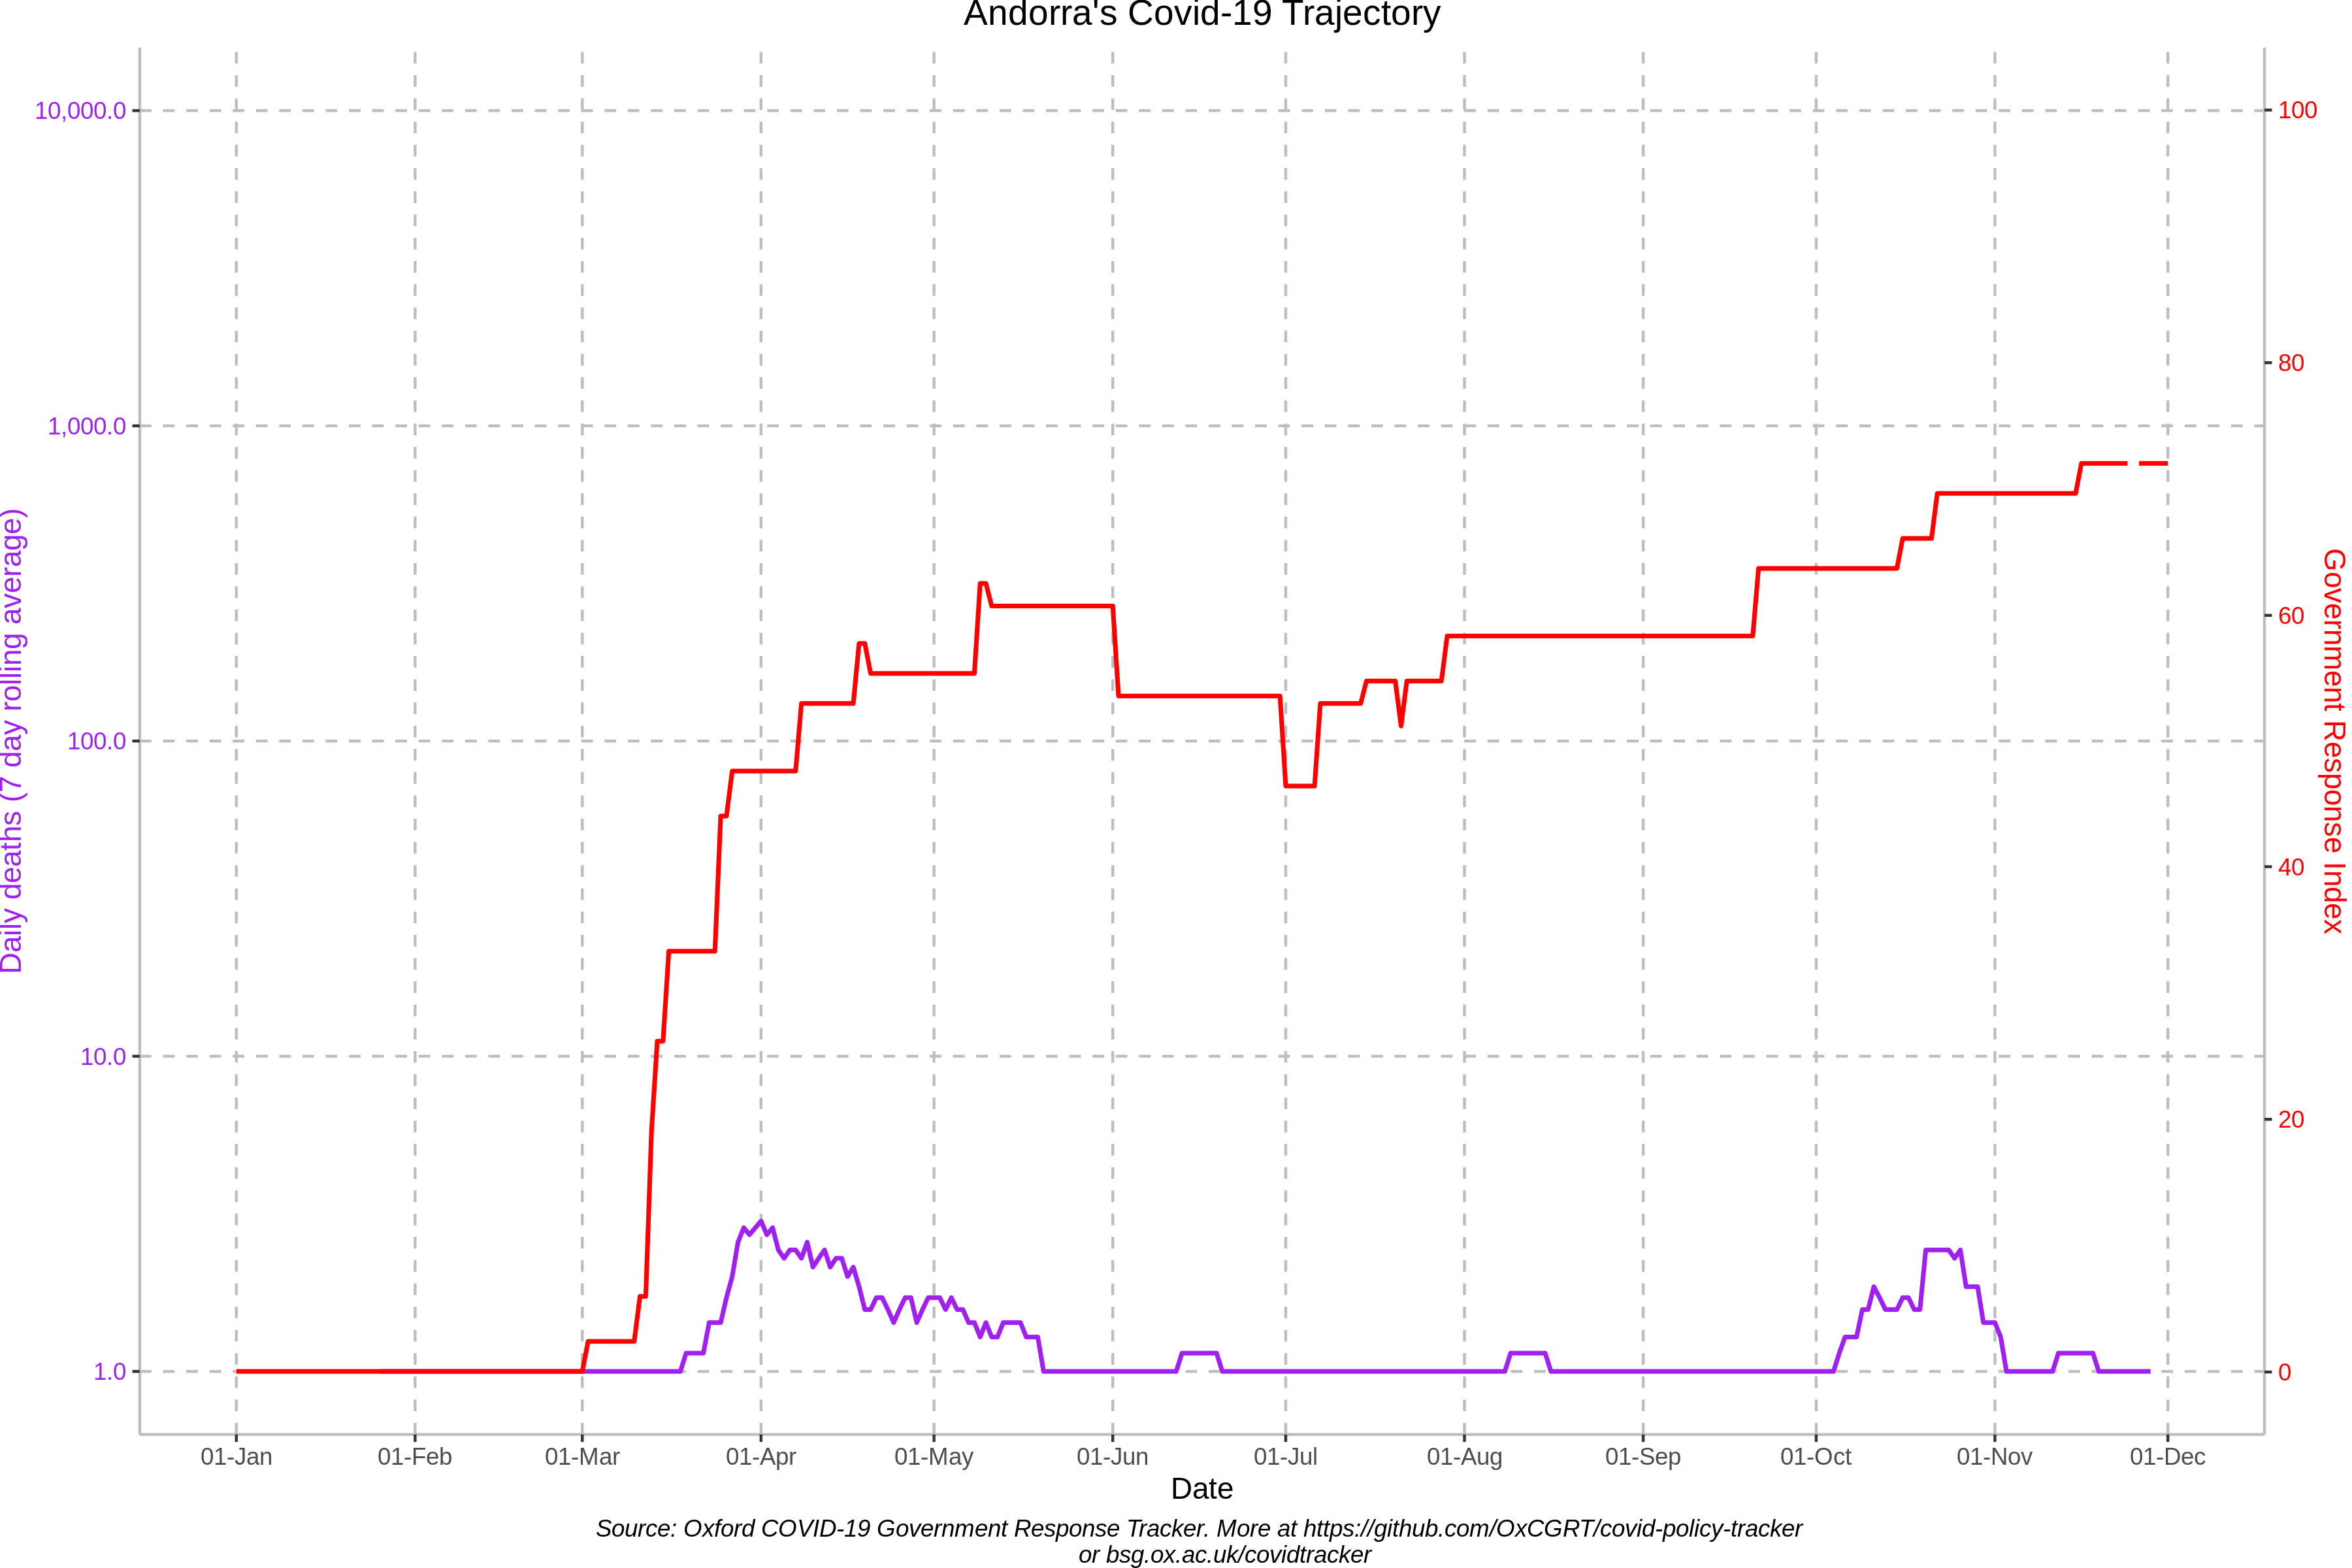 Andorra's Covid-19 Trajectory
10,000.0
1,000.0
100.0
10.0
1.0
Daily deaths (7 day rolling average)
100
80
60
40
20
0
Government Response Index
01-Jan
01-Feb
01-Mar
01-Apr
01-May
01-Jun
01-Jul
01-Aug
01-Sep
01-Oct
01-Nov
01-Dec
Date
Source: Oxford COVID-19 Government Response Tracker. More at https://github.com/OxCGRT/covid-policy-tracker
or bsg.ox.ac.uk/covidtracker